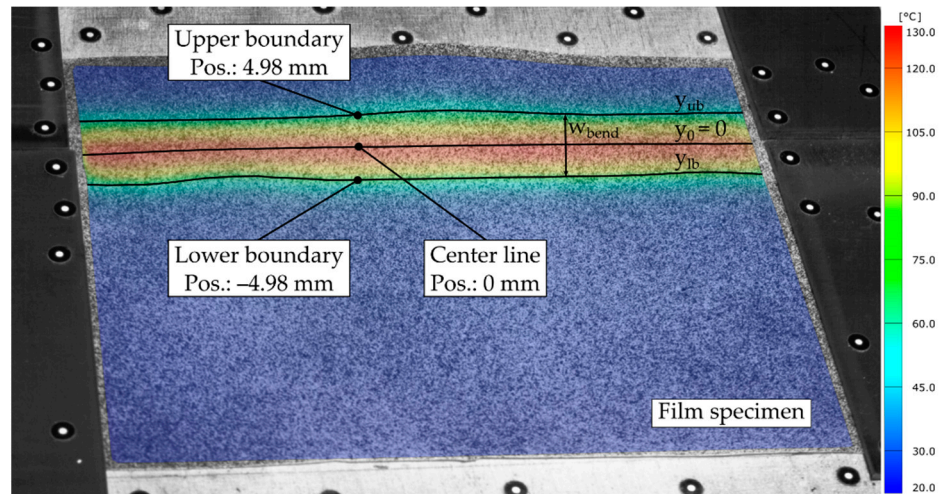 [°C]
130.0
120.0
105.0
90.0
75.0
60.0
45.0
30.0
20.0
Upper boundary
Pos.: 4.98 mm
y_ub
w_bend
y_0 = 0
y_lb
Lower boundary
Pos.: –4.98 mm
Center line
Pos.: 0 mm
Film specimen